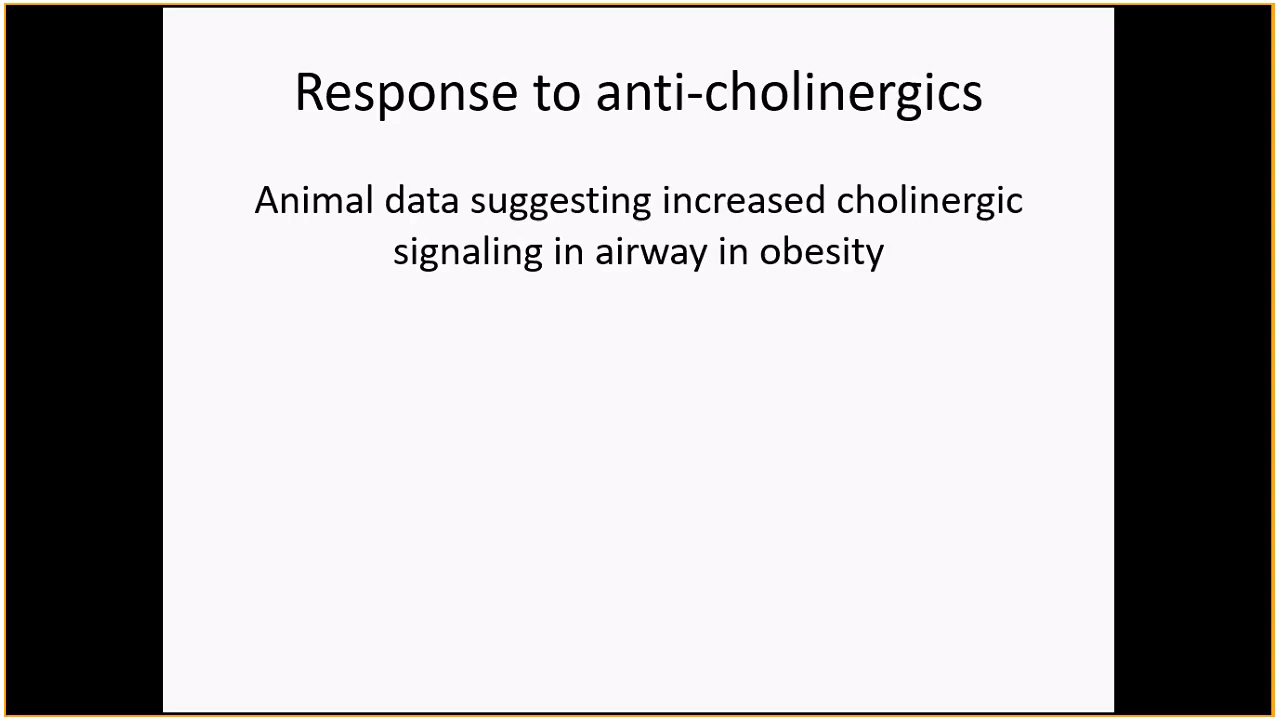 Response to anti-cholinergics
Animal data suggesting increased cholinergic
signaling in airway in obesity